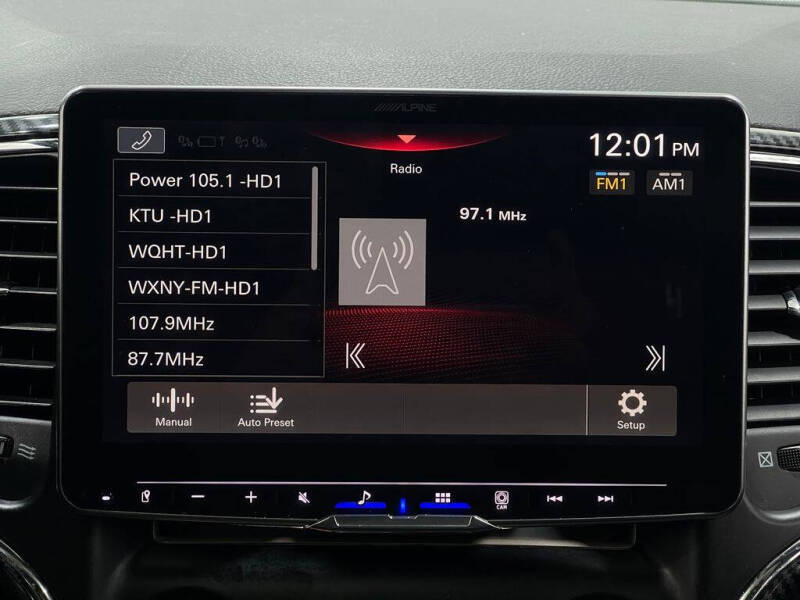 ALPINE
12:01 PM
Radio
FM1 AM1
Power 105.1 -HD1
KTU -HD1
WQHT-HD1
WXNY-FM-HD1
107.9MHz
87.7MHz
97.1 MHz
Manual
Auto Preset
Setup
CAM